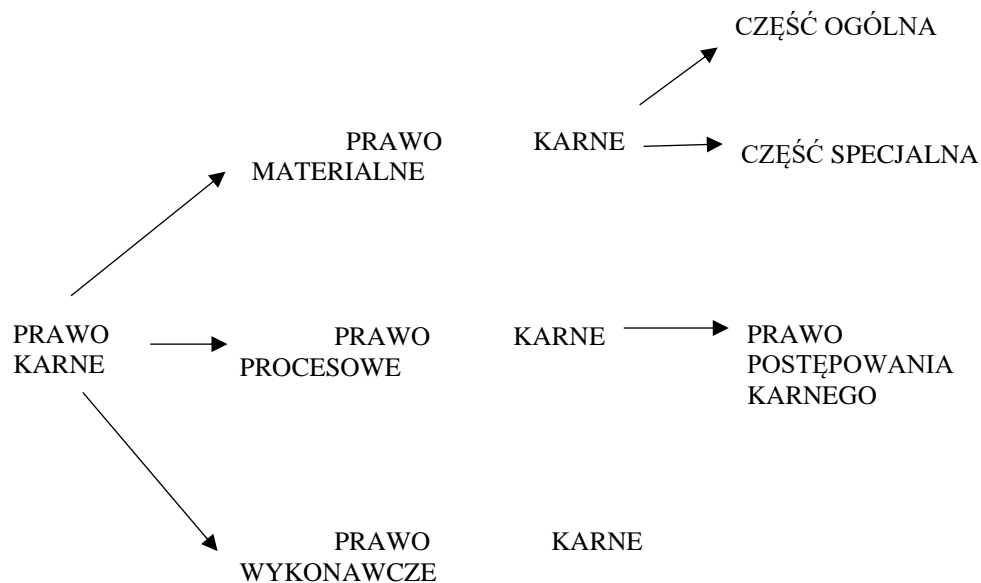 CZĘŚĆ OGÓLNA
PRAWO KARNE
MATERIALNE
CZĘŚĆ SPECJALNA
PRAWO
KARNE
PRAWO KARNE
PROCESOWE
PRAWO
POSTĘPOWANIA
KARNEGO
PRAWO KARNE
WYKONAWCZE